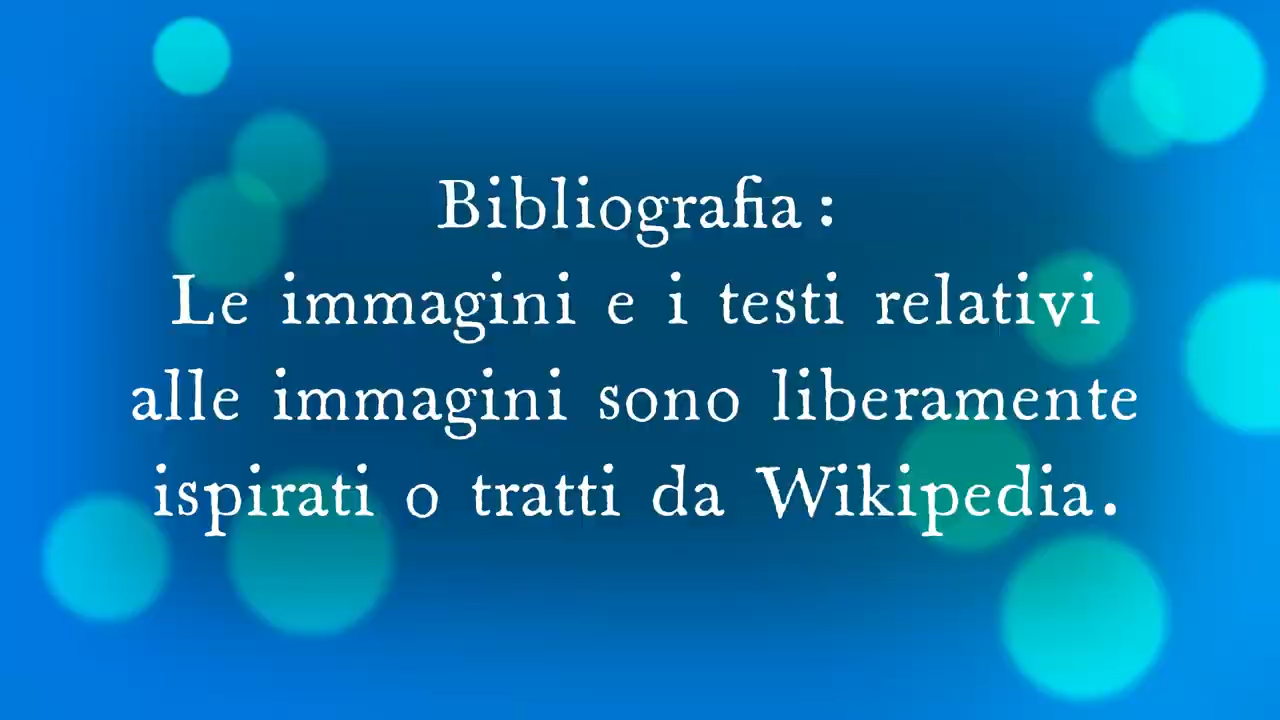 Bibliografia :
Le immagini e i testi relativi
alle immagini sono liberamente
ispirati o tratti da Wikipedia.